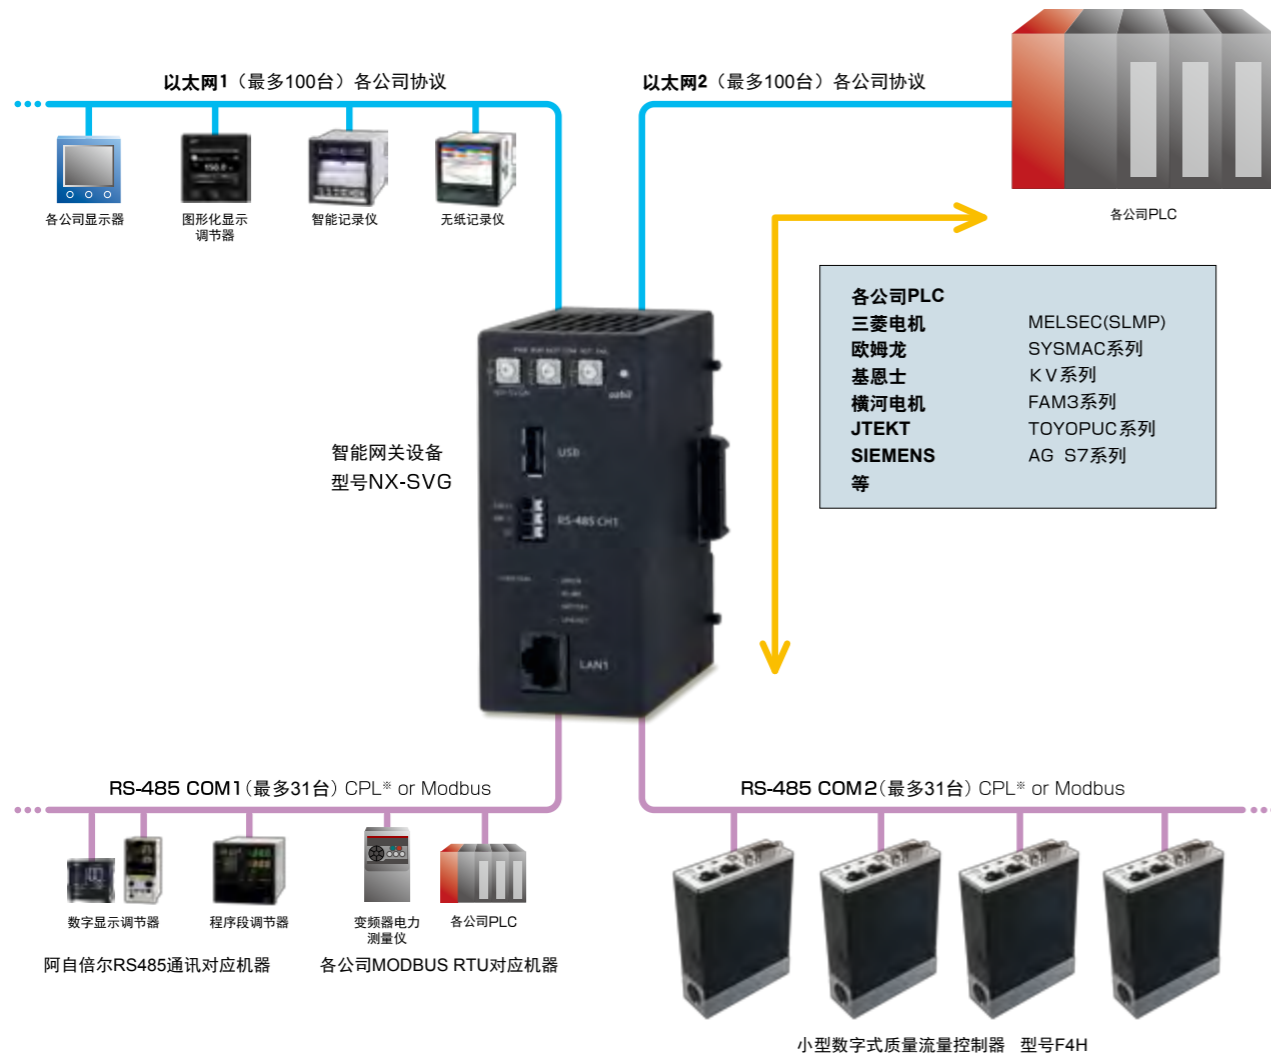 以太网1（最多100台）各公司协议
以太网2（最多100台）各公司协议
各公司显示器
图形化显示
调节器
智能记录仪
无纸记录仪
各公司PLC
各公司PLC
三菱电机 MELSEC(SLMP)
欧姆龙 SYSMAC系列
基恩士 KV系列
横河电机 FAM3系列
JTEKT TOYOPUC系列
SIEMENS AG S7系列
等
智能网关设备
型号NX-SVG
USB
RS-485 CH1
LAN1
RS-485 COM1（最多31台）CPL※ or Modbus
RS-485 COM2（最多31台）CPL※ or Modbus
数字显示调节器
程序段调节器
变频器电力
测量仪
各公司PLC
阿自倍尔RS485通讯对应机器
各公司MODBUS RTU对应机器
小型数字式质量流量控制器 型号F4H